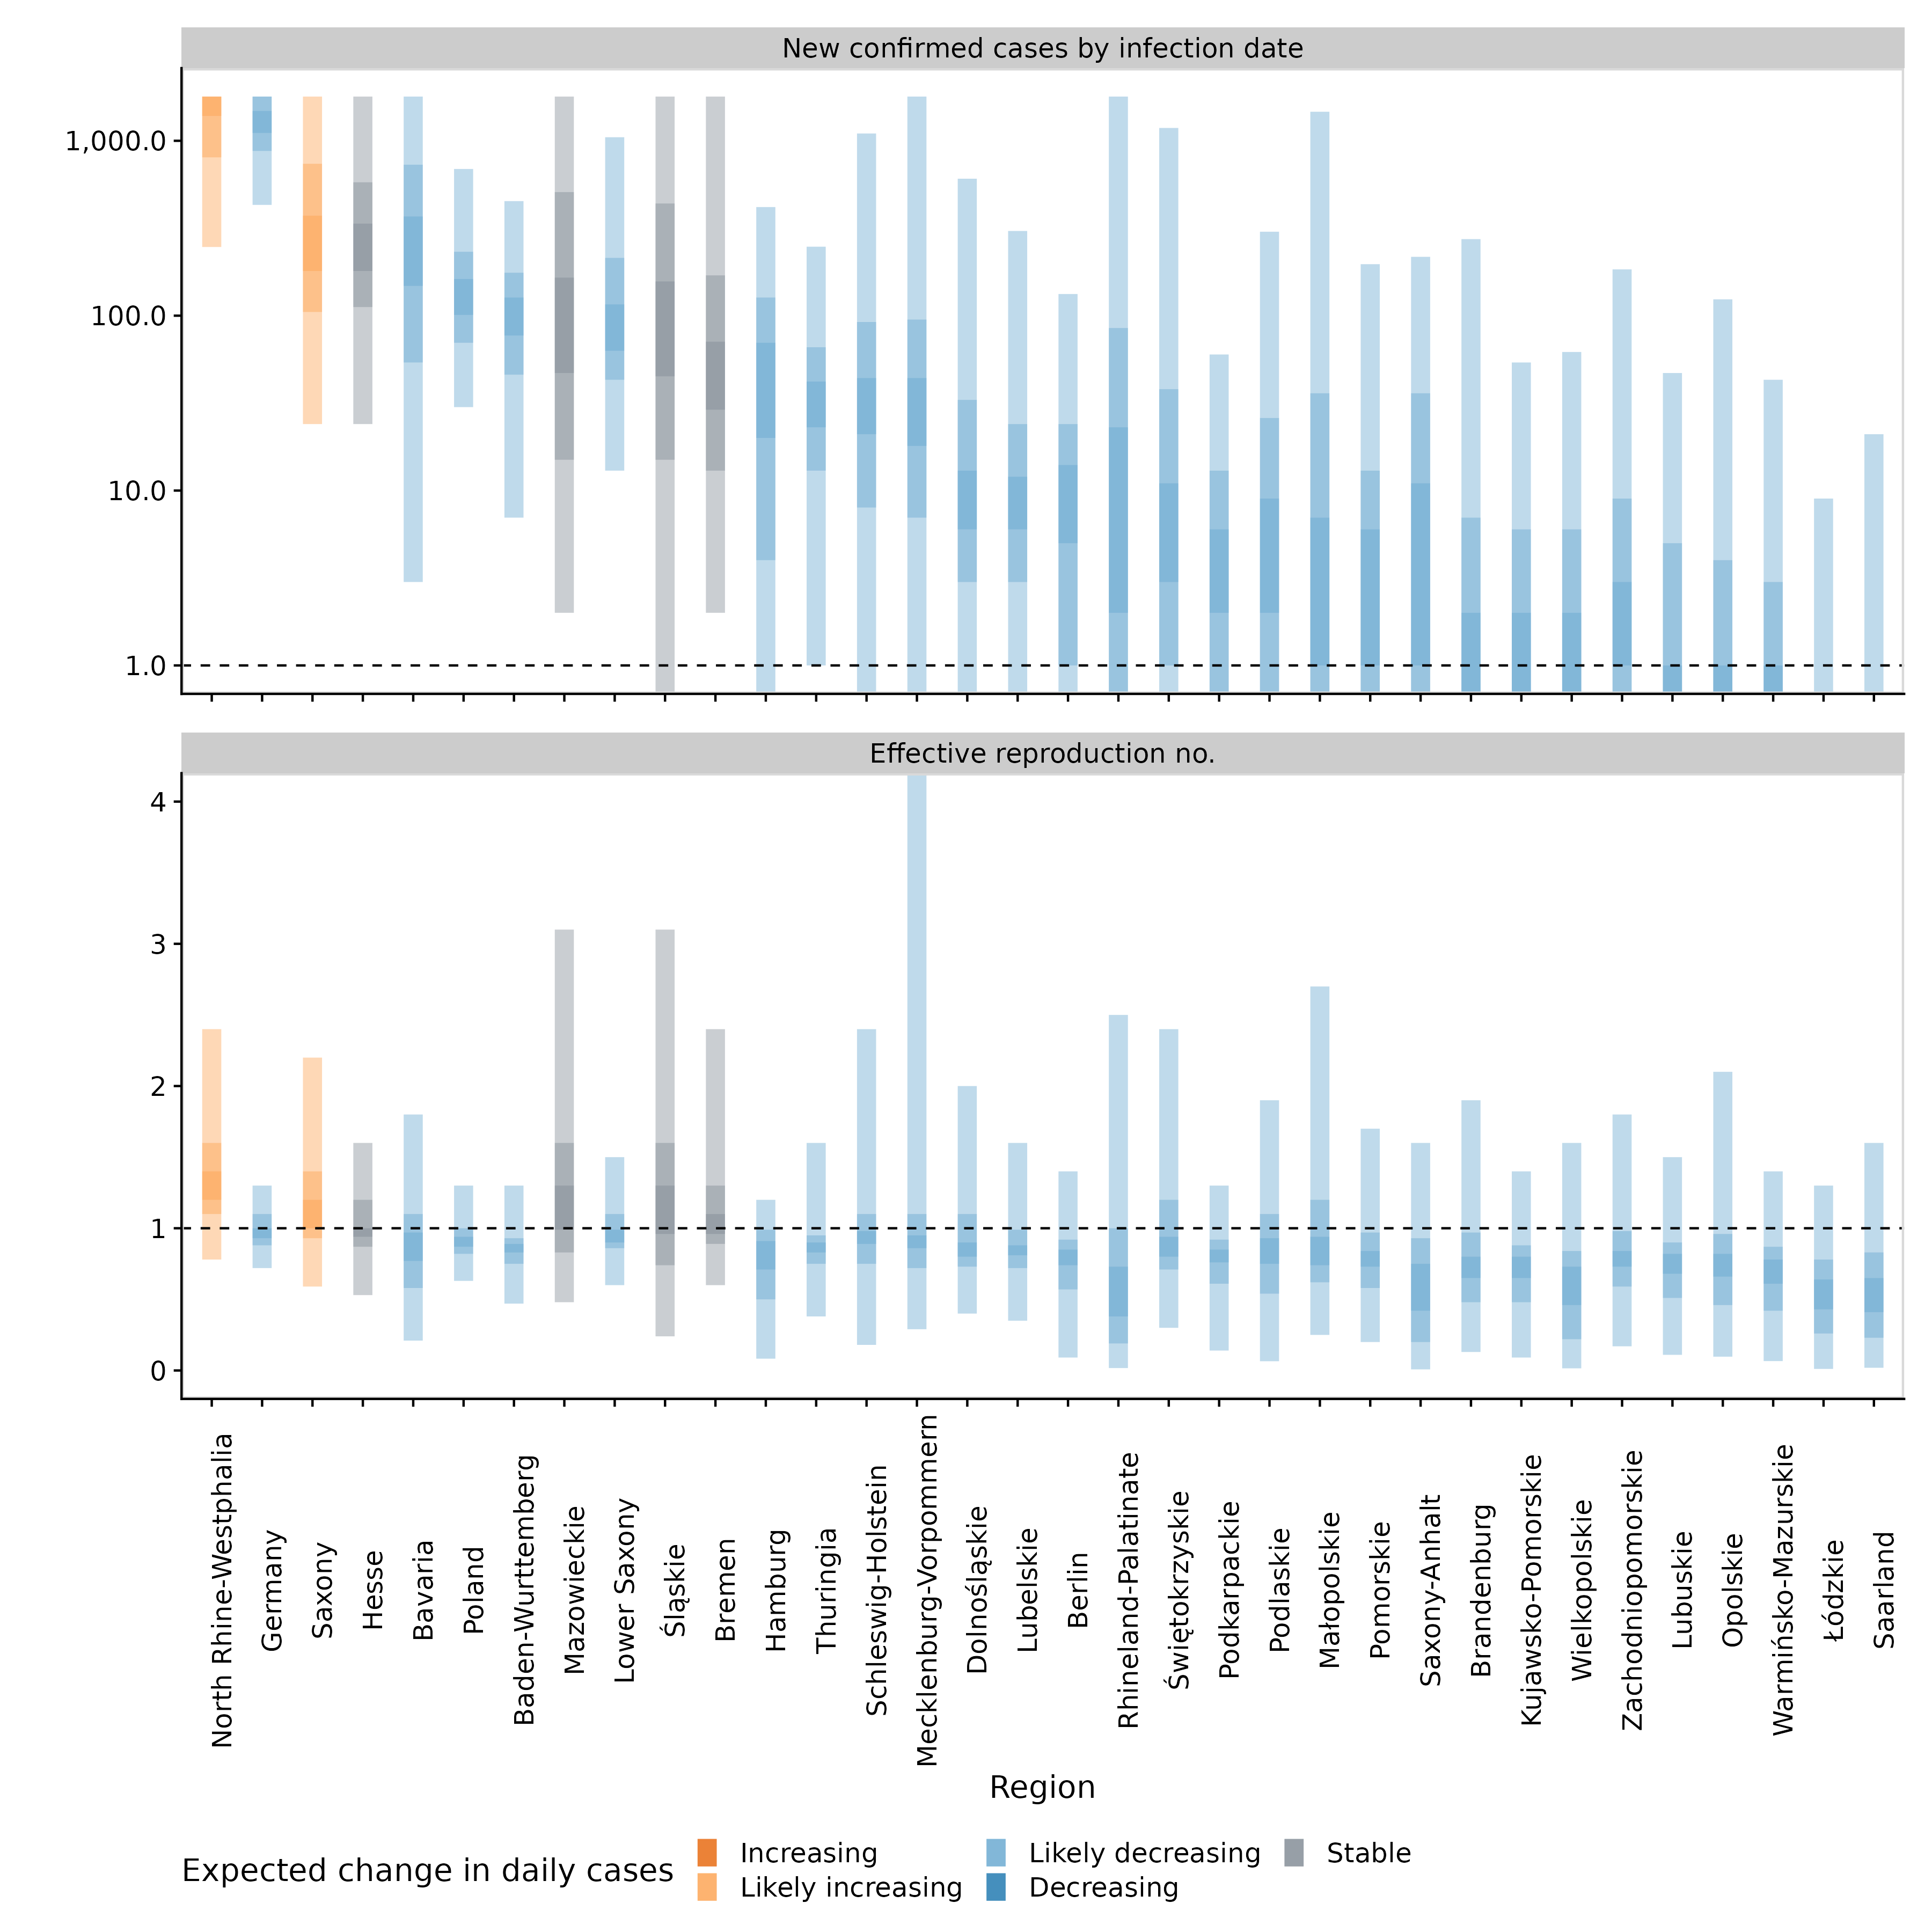 New confirmed cases by infection date
1,000.0
100.0
10.0
1.0
Effective reproduction no.
4
3
2
1
0
North Rhine-Westphalia
Germany
Saxony
Hesse
Bavaria
Poland
Baden-Wurttemberg
Mazowieckie
Lower Saxony
Śląskie
Bremen
Hamburg
Thuringia
Schleswig-Holstein
Mecklenburg-Vorpommern
Dolnośląskie
Lubelskie
Berlin
Rhineland-Palatinate
Świętokrzyskie
Podkarpackie
Podlaskie
Małopolskie
Pomorskie
Saxony-Anhalt
Brandenburg
Kujawsko-Pomorskie
Wielkopolskie
Zachodniopomorskie
Lubuskie
Opolskie
Warmińsko-Mazurskie
Łódzkie
Saarland
Region
Expected change in daily cases
Increasing
Likely increasing
Likely decreasing
Decreasing
Stable